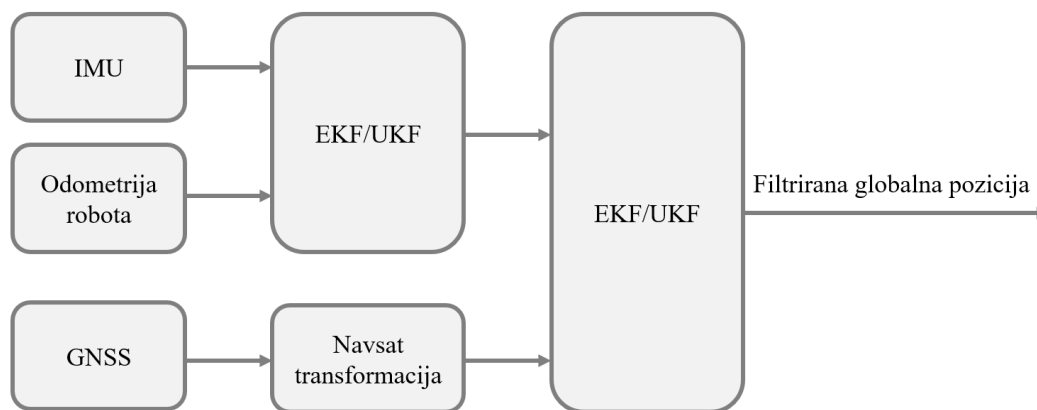 IMU
Odometrija
robota
EKF/UKF
GNSS
Navsat
transformacija
EKF/UKF
Filtrirana globalna pozicija